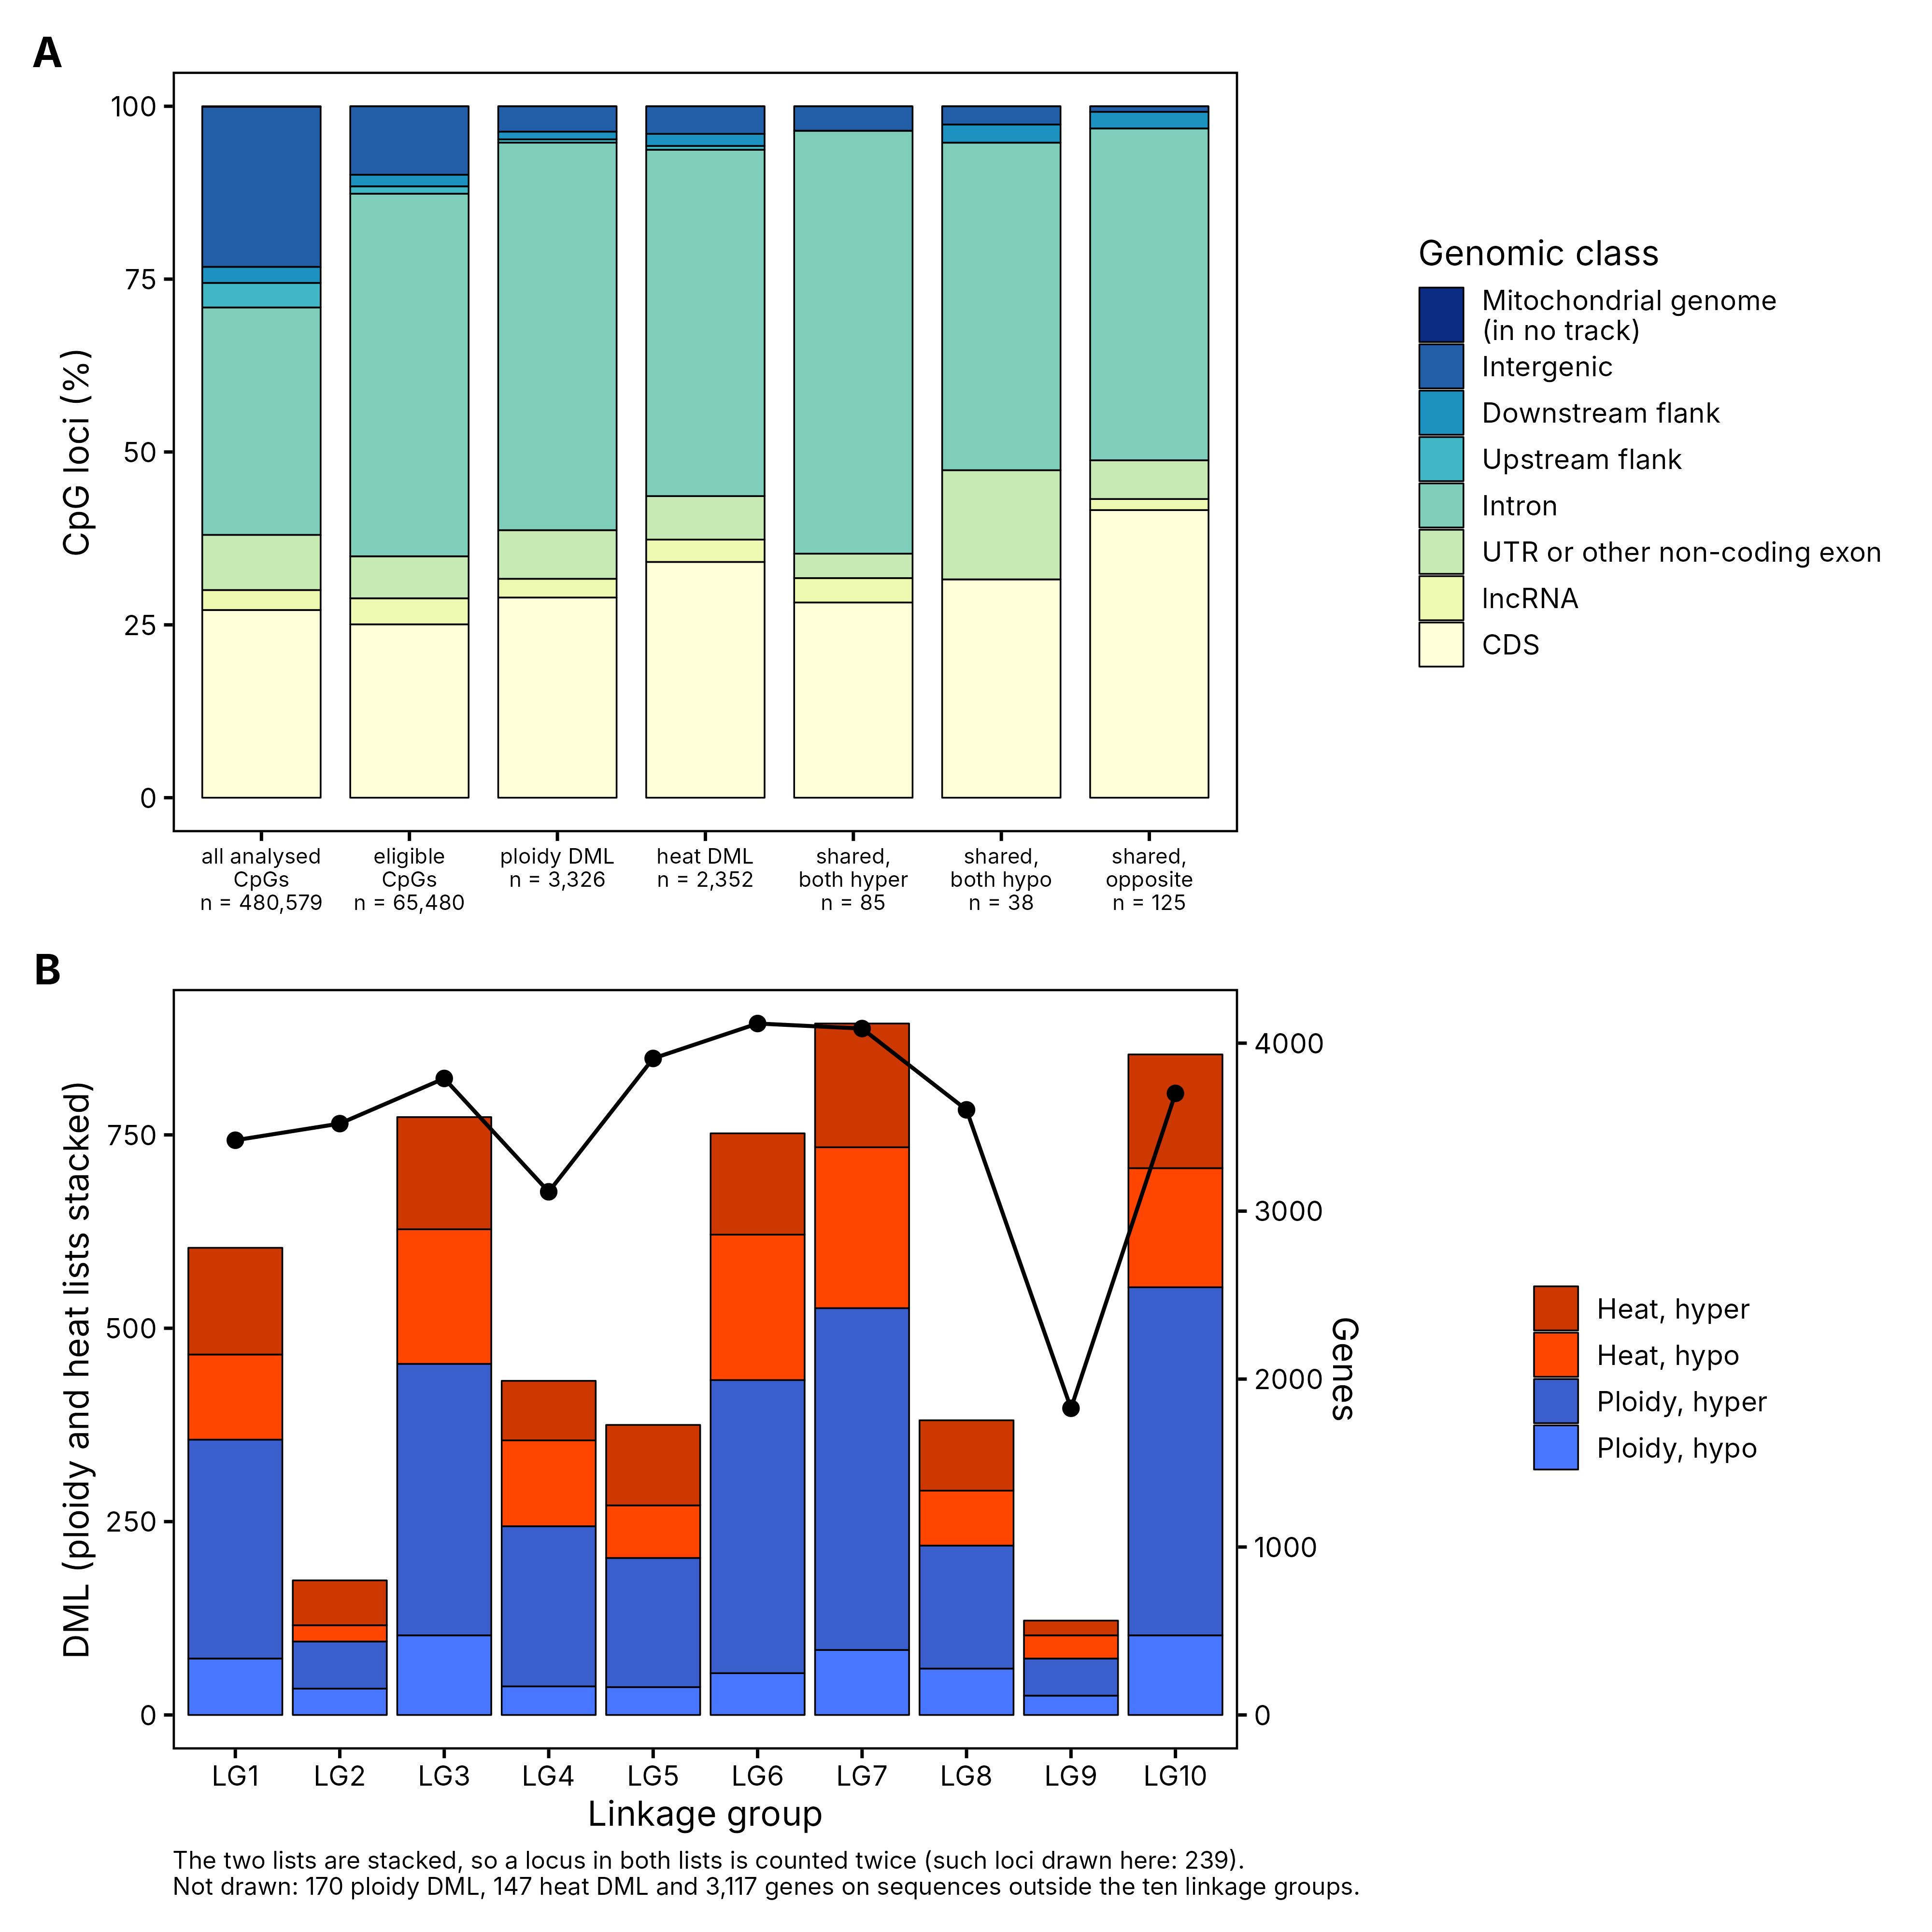 A
CpG loci (%)
100
75
50
25
0
all analysed
CpGs
n = 480,579
eligible
CpGs
n = 65,480
ploidy DML
n = 3,326
heat DML
n = 2,352
shared,
both hyper
n = 85
shared,
both hypo
n = 38
shared,
opposite
n = 125
Genomic class
Mitochondrial genome
(in no track)
Intergenic
Downstream flank
Upstream flank
Intron
UTR or other non-coding exon
lncRNA
CDS
B
DML (ploidy and heat lists stacked)
750
500
250
0
4000
3000
2000
1000
0
Genes
LG1
LG2
LG3
LG4
LG5
LG6
LG7
LG8
LG9
LG10
Linkage group
Heat, hyper
Heat, hypo
Ploidy, hyper
Ploidy, hypo
The two lists are stacked, so a locus in both lists is counted twice (such loci drawn here: 239).
Not drawn: 170 ploidy DML, 147 heat DML and 3,117 genes on sequences outside the ten linkage groups.